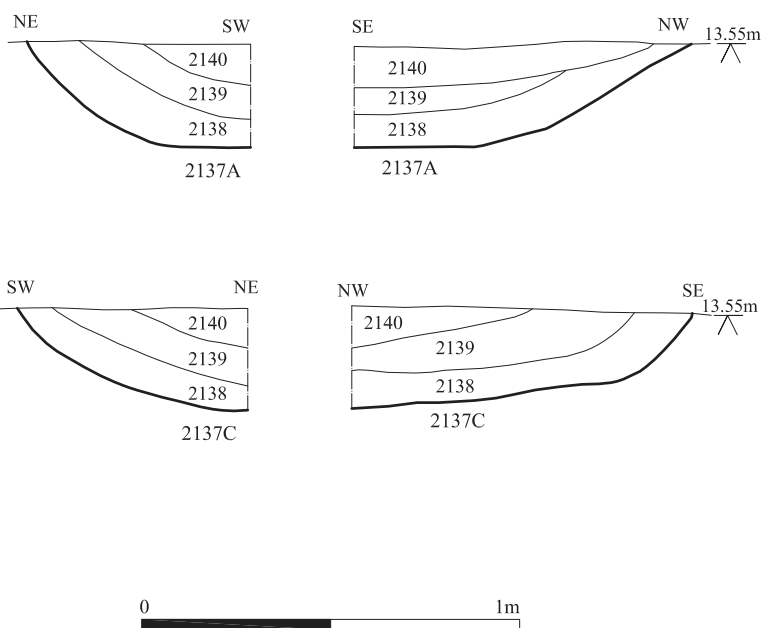 NE SW SE NW 13.55m
2140 2140
2139 2139
2138 2138
2137A 2137A
SW NE NW SE 13.55m
2140 2140
2139 2139
2138 2138
2137C 2137C
0 1m